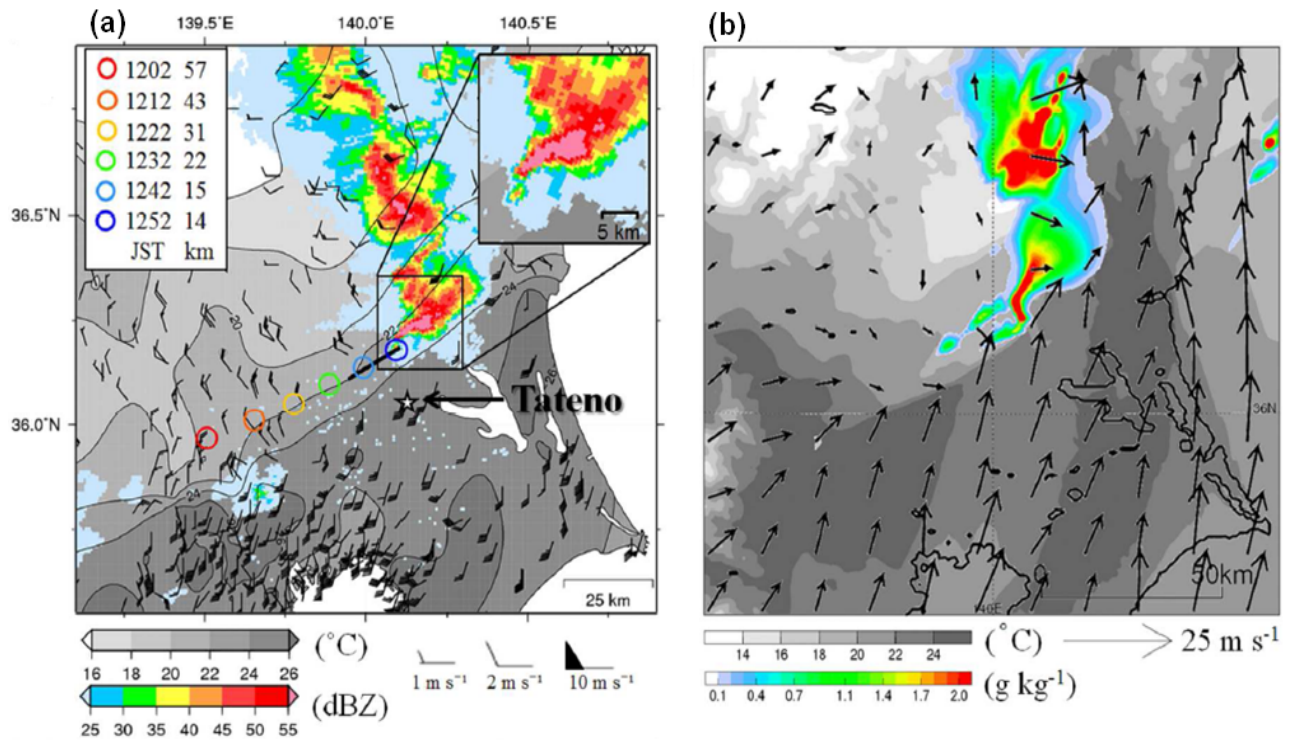 (a)
139.5°E 140.0°E 140.5°E
1202 57
1212 43
1222 31
1232 22
1242 15
1252 14
JST km
5 km
36.5°N
36.0°N
20
24
22
24
26
Tateno
25 km
16 18 20 22 24 26
(°C)
25 30 35 40 45 50 55
(dBZ)
1 m s⁻¹ 2 m s⁻¹ 10 m s⁻¹
(b)
36N
140E
50km
14 16 18 20 22 24
(°C)
25 m s⁻¹
0.1 0.4 0.7 1.1 1.4 1.7 2.0
(g kg⁻¹)